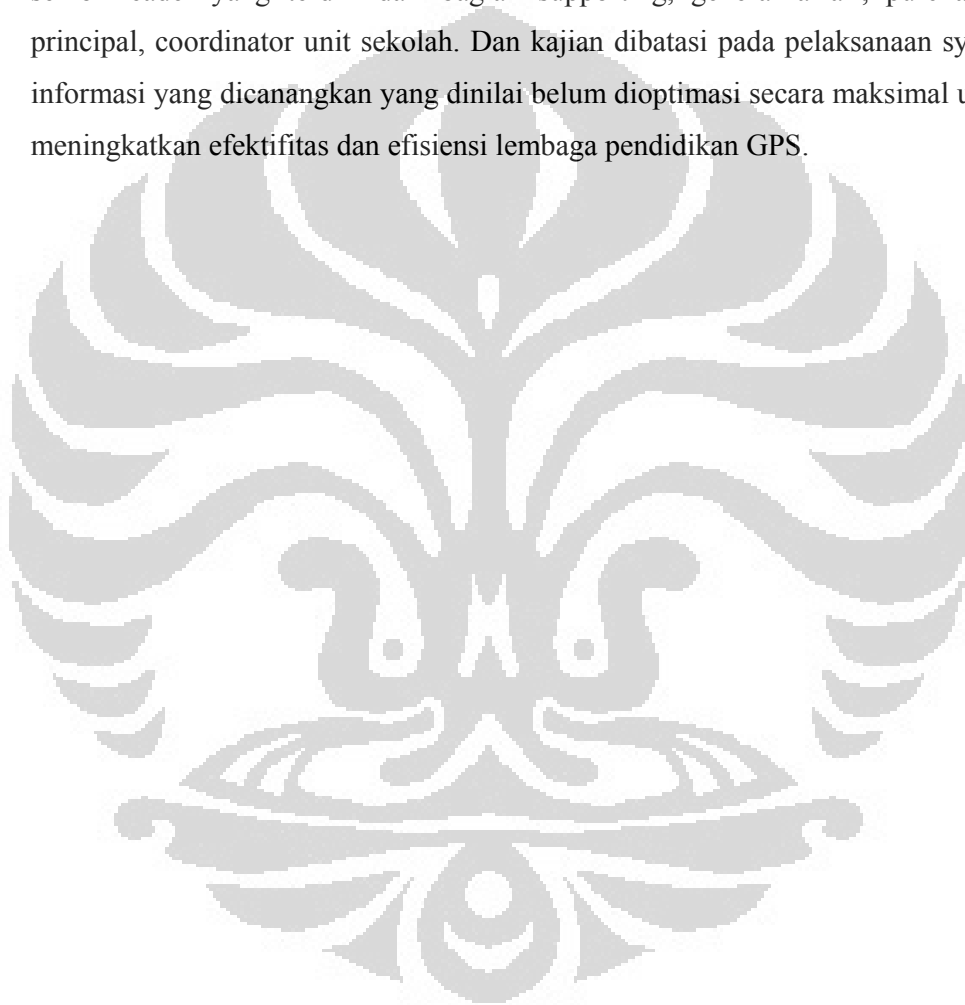 principal, coordinator unit sekolah. Dan kajian dibatasi pada pelaksanaan sy
informasi yang dicanangkan yang dinilai belum dioptimasi secara maksimal u
meningkatkan efektifitas dan efisiensi lembaga pendidikan GPS.